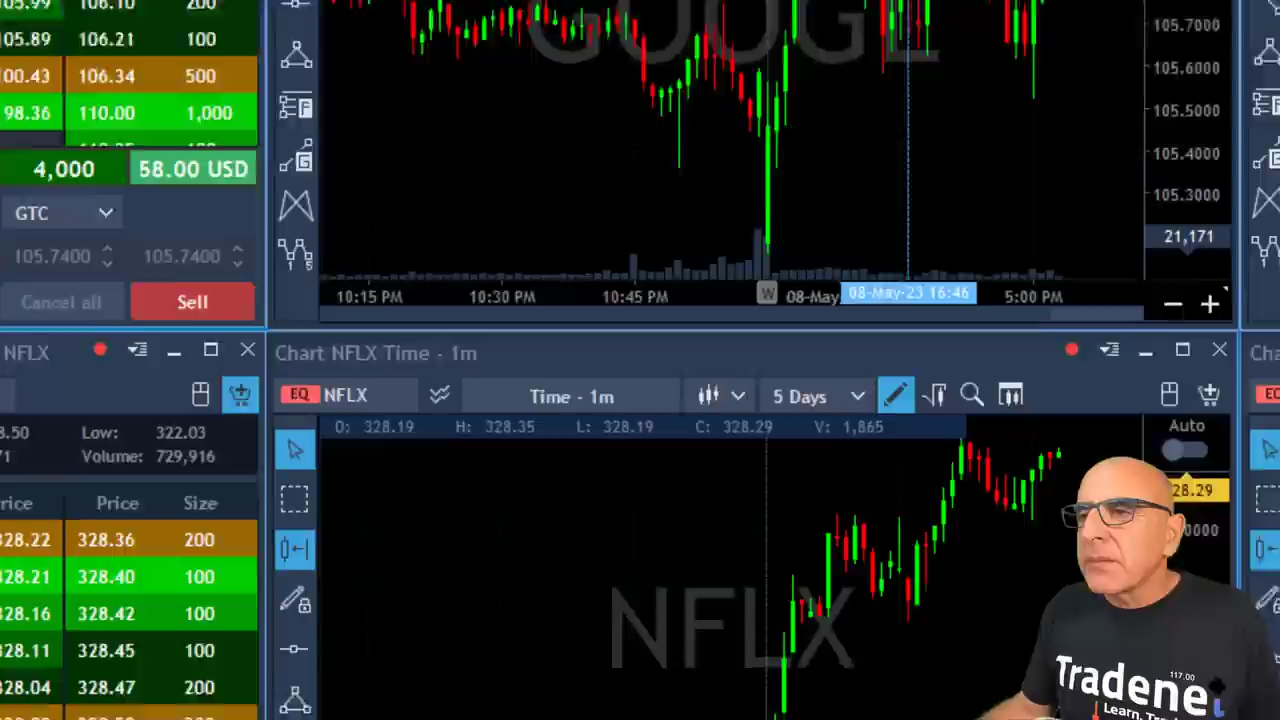 105.99 106.10 200
105.89 106.21 100
100.43 106.34 500
98.36 110.00 1,000
4,000 58.00 USD
GTC
105.7400 105.7400
Cancel all Sell
GOOGL
105.7000
105.6000
105.5000
105.4000
105.3000
21,171
10:15 PM 10:30 PM 10:45 PM W 08-May 08-May-23 16:46 5:00 PM
NFLX
Low: 322.03
Volume: 729,916
Price Size
328.22 328.36 200
328.21 328.40 100
328.16 328.42 100
328.11 328.45 100
328.04 328.47 200
Chart NFLX Time - 1m
EQ NFLX Time - 1m 5 Days
O: 328.19 H: 328.35 L: 328.19 C: 328.29 V: 1,865
Auto
28.29
0000
NFLX
117.00
Tradene
Learn.